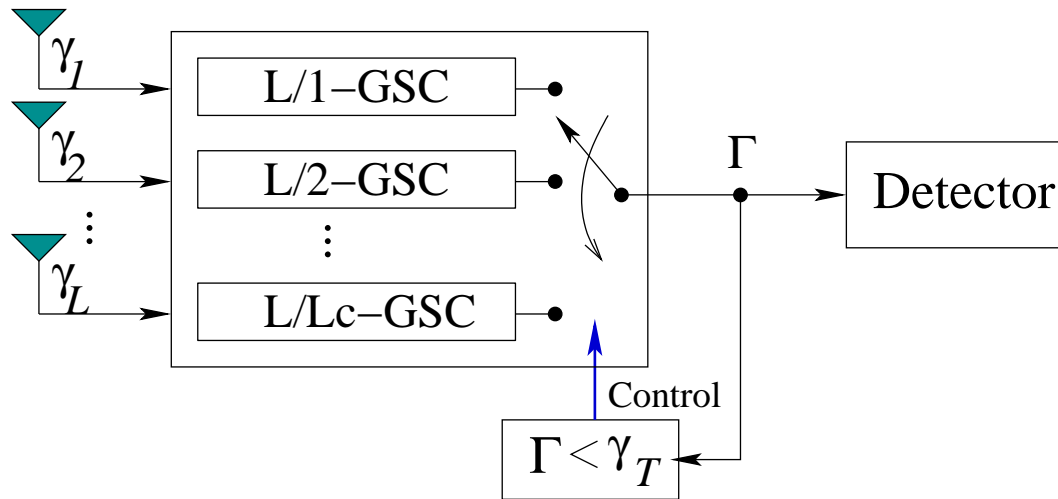 γ1
L/1–GSC
γ2
L/2–GSC
Γ
Detector
γL
L/Lc–GSC
Control
Γ < γT